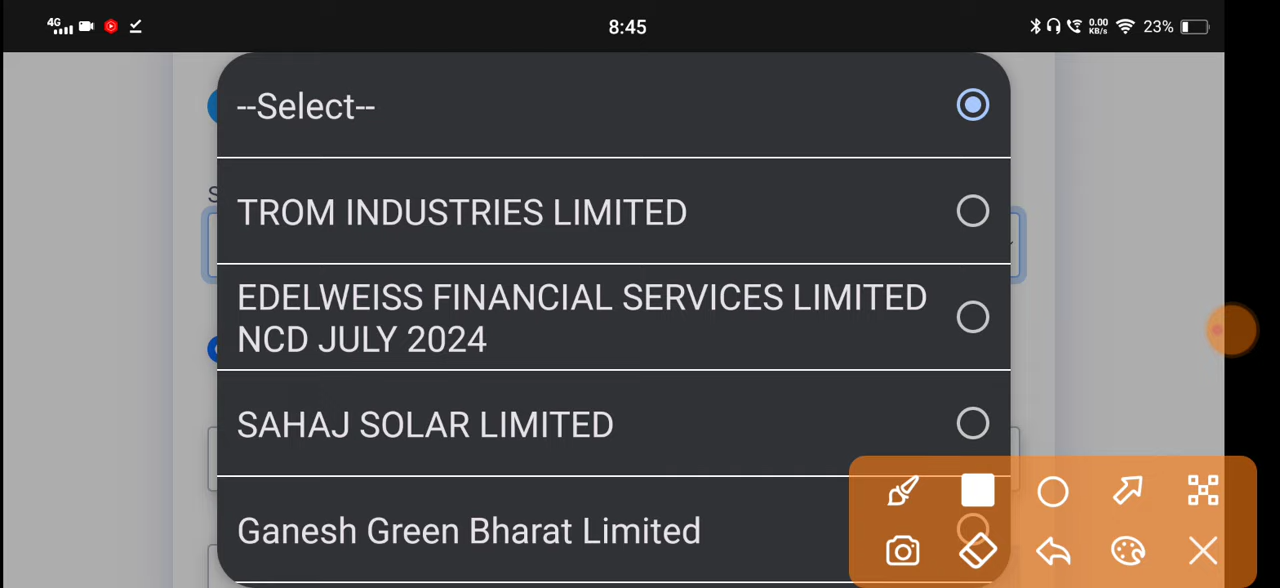 4G 8:45 0.00 KB/s 23%
--Select--
S
TROM INDUSTRIES LIMITED
EDELWEISS FINANCIAL SERVICES LIMITED
NCD JULY 2024
SAHAJ SOLAR LIMITED
Ganesh Green Bharat Limited